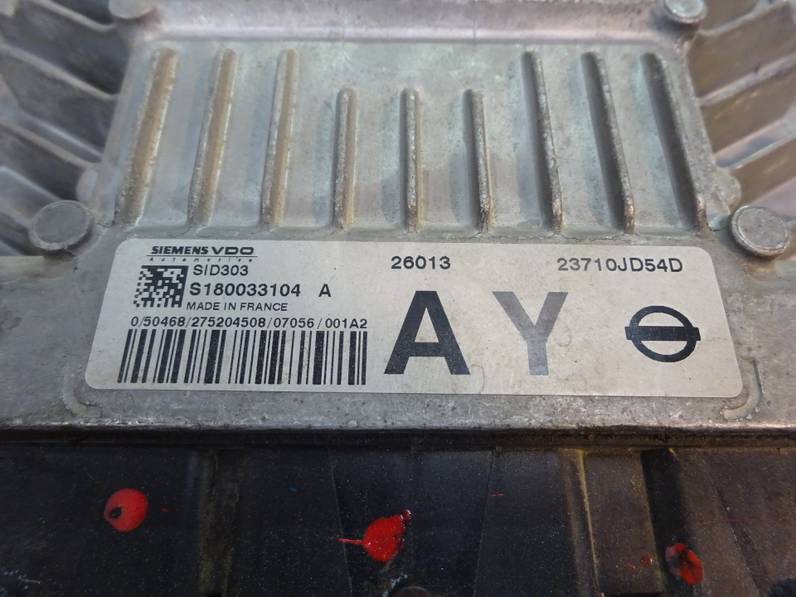 SIEMENS VDO
Automotive
SID303
S180033104 A
MADE IN FRANCE
0/50468/275204508/07056/001A2
26013
23710JD54D
AY